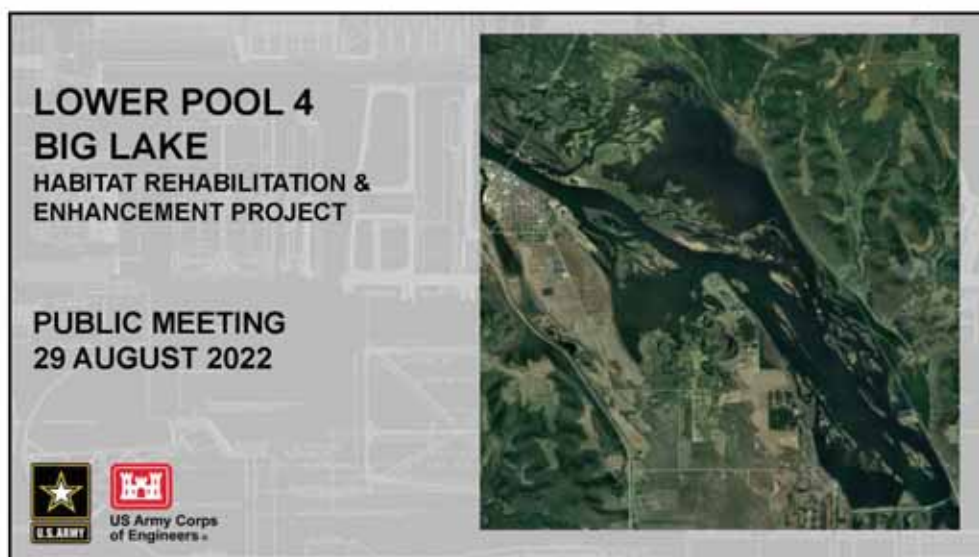 LOWER POOL 4
BIG LAKE
HABITAT REHABILITATION &
ENHANCEMENT PROJECT
PUBLIC MEETING
29 AUGUST 2022
U.S. ARMY
US Army Corps
of Engineers®